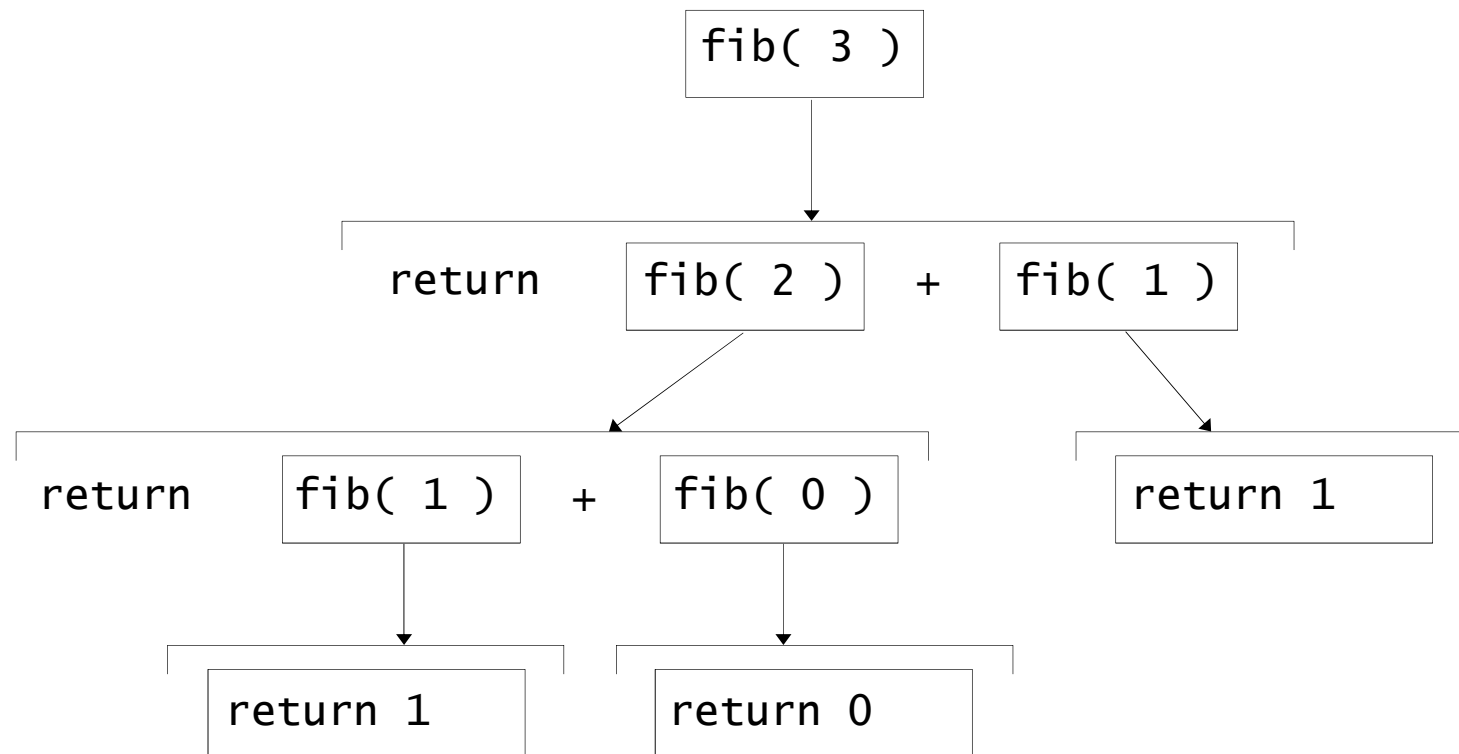 fib( 3 )
return fib( 2 ) + fib( 1 )
return fib( 1 ) + fib( 0 ) return 1
return 1 return 0